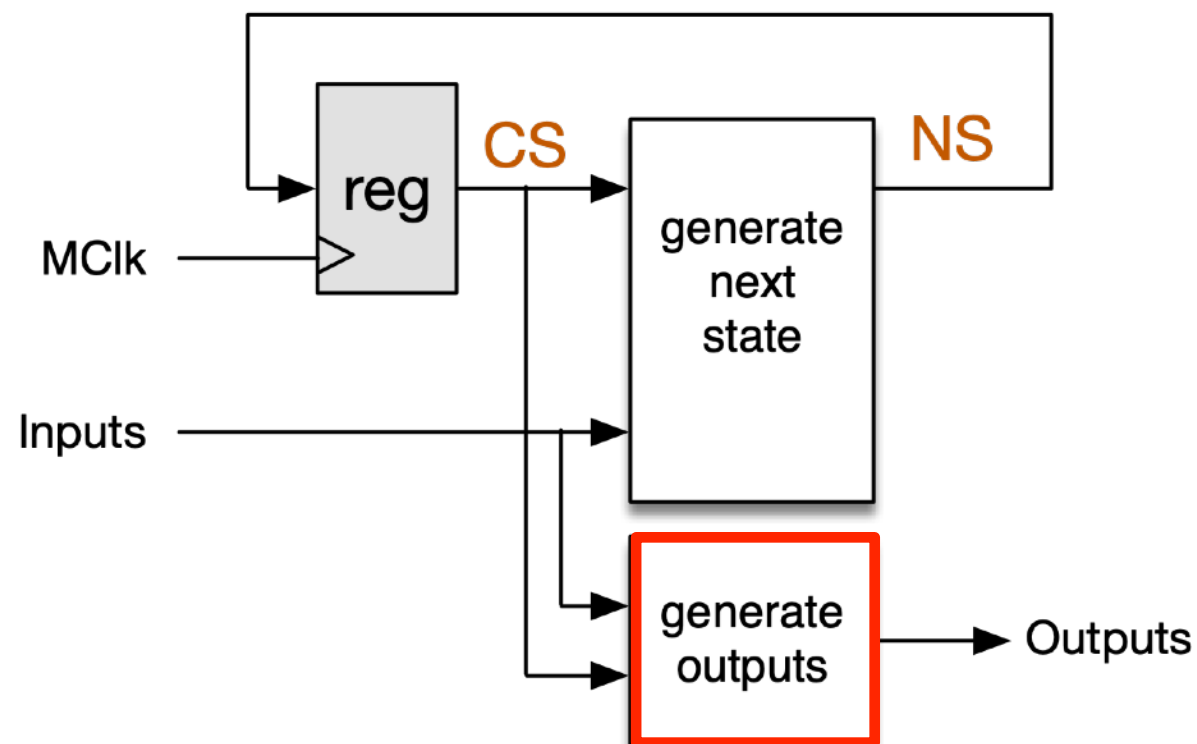 CS
NS
reg
MClk
generate
next
state
Inputs
generate
outputs
Outputs